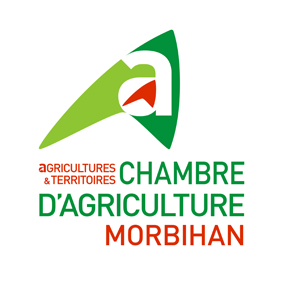 a
aGRICULTURES
& TERRITOIRES CHAMBRE
D'AGRICULTURE
MORBIHAN